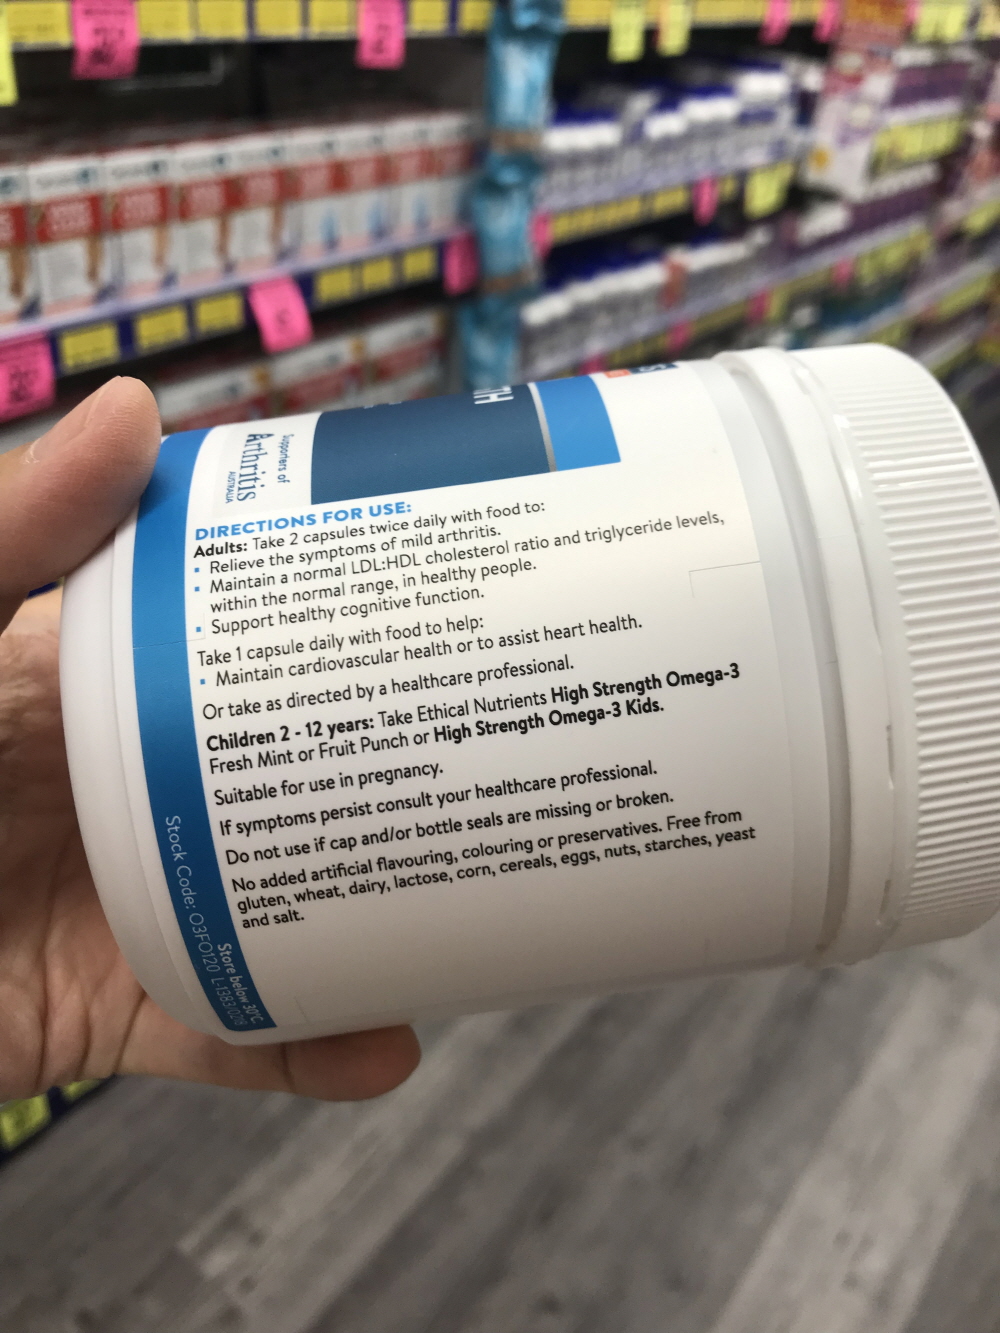 Supporters of
Arthritis
AUSTRALIA
DIRECTIONS FOR USE:
Adults: Take 2 capsules twice daily with food to:
▪ Relieve the symptoms of mild arthritis.
▪ Maintain a normal LDL:HDL cholesterol ratio and triglyceride levels,
within the normal range, in healthy people.
▪ Support healthy cognitive function.
Take 1 capsule daily with food to help:
▪ Maintain cardiovascular health or to assist heart health.
Or take as directed by a healthcare professional.
Children 2 - 12 years: Take Ethical Nutrients High Strength Omega-3
Fresh Mint or Fruit Punch or High Strength Omega-3 Kids.
Suitable for use in pregnancy.
If symptoms persist consult your healthcare professional.
Do not use if cap and/or bottle seals are missing or broken.
No added artificial flavouring, colouring or preservatives. Free from
gluten, wheat, dairy, lactose, corn, cereals, eggs, nuts, starches, yeast
and salt.
Store below 30°C
Stock Code: O3FO120